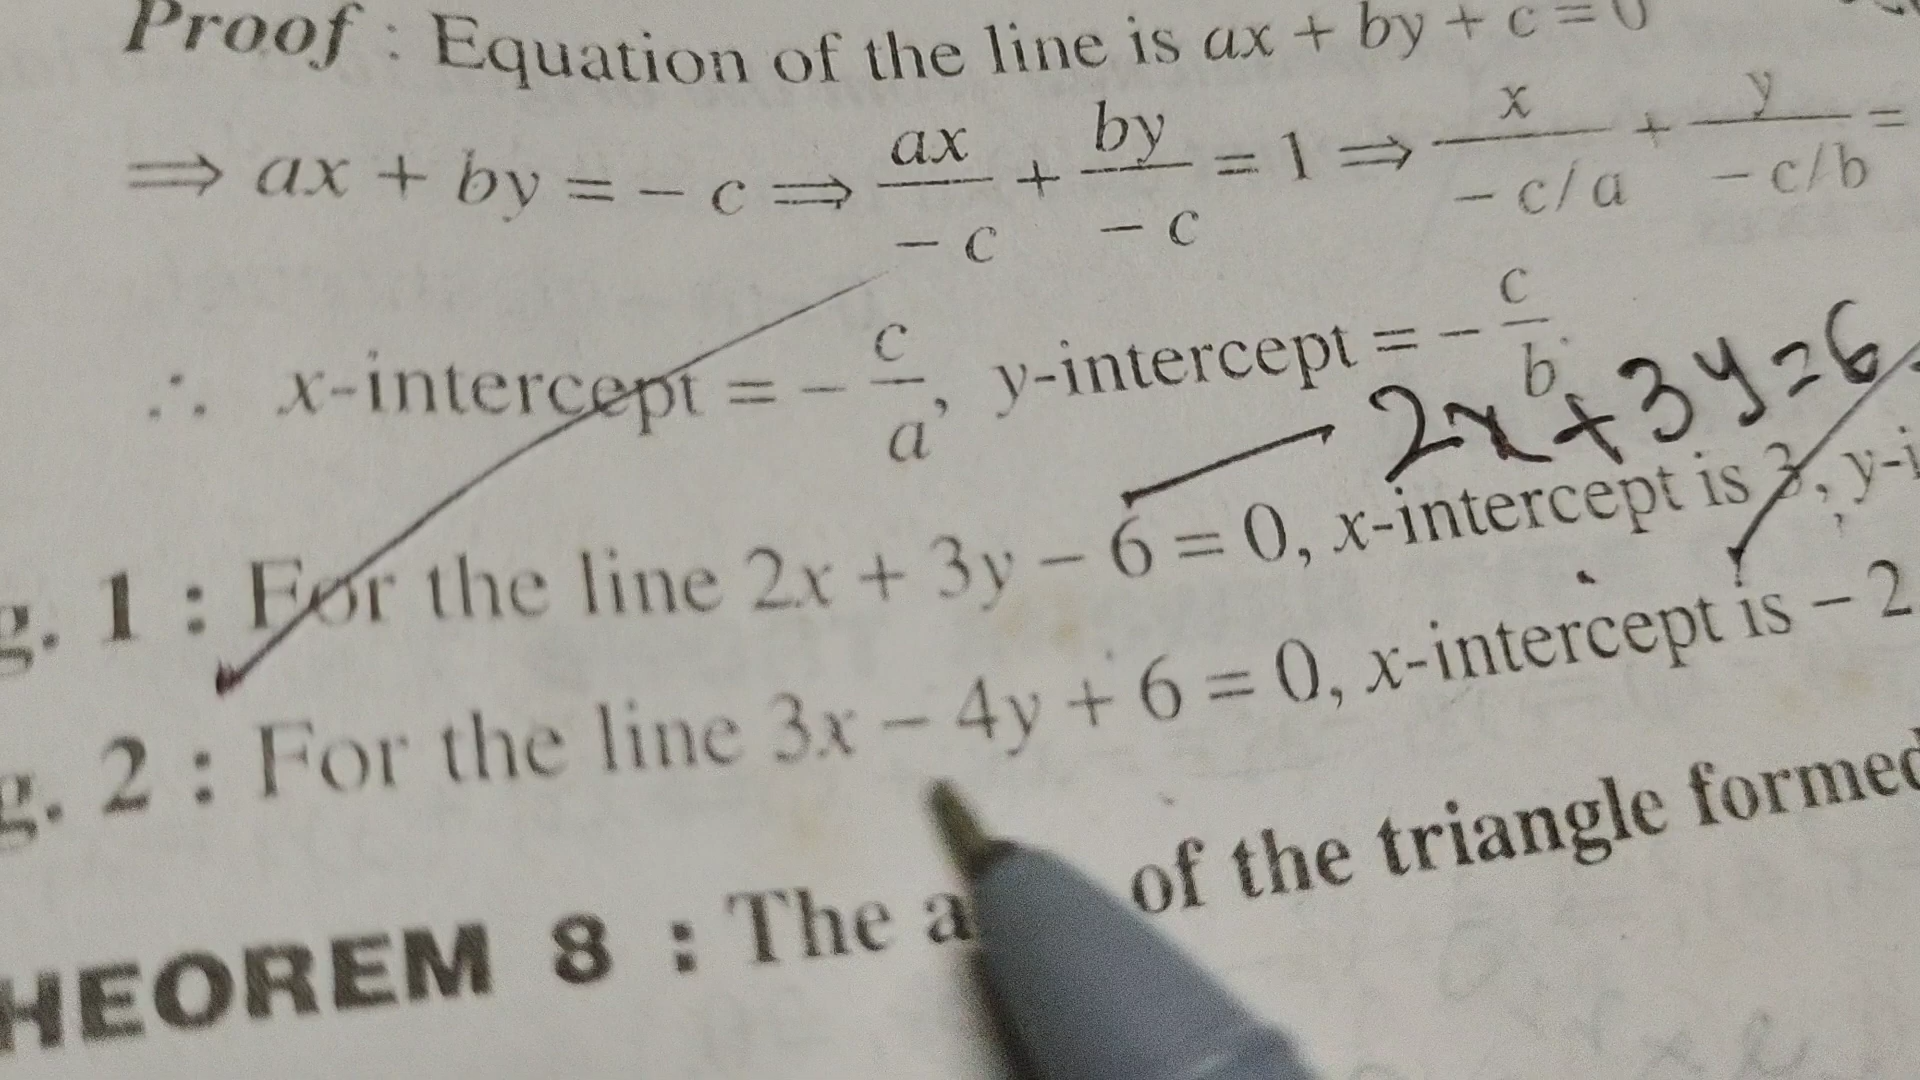 Proof : Equation of the line is ax + by + c = 0
⇒ ax + by = − c ⇒ ax/−c + by/−c = 1 ⇒ x/−c/a + y/−c/b =
∴ x-intercept = − c/a, y-intercept = − c/b.
2x + 3y = 6
g. 1 : For the line 2x + 3y − 6 = 0, x-intercept is 3, y-i
g. 2 : For the line 3x − 4y + 6 = 0, x-intercept is − 2
HEOREM 8 : The a of the triangle formed